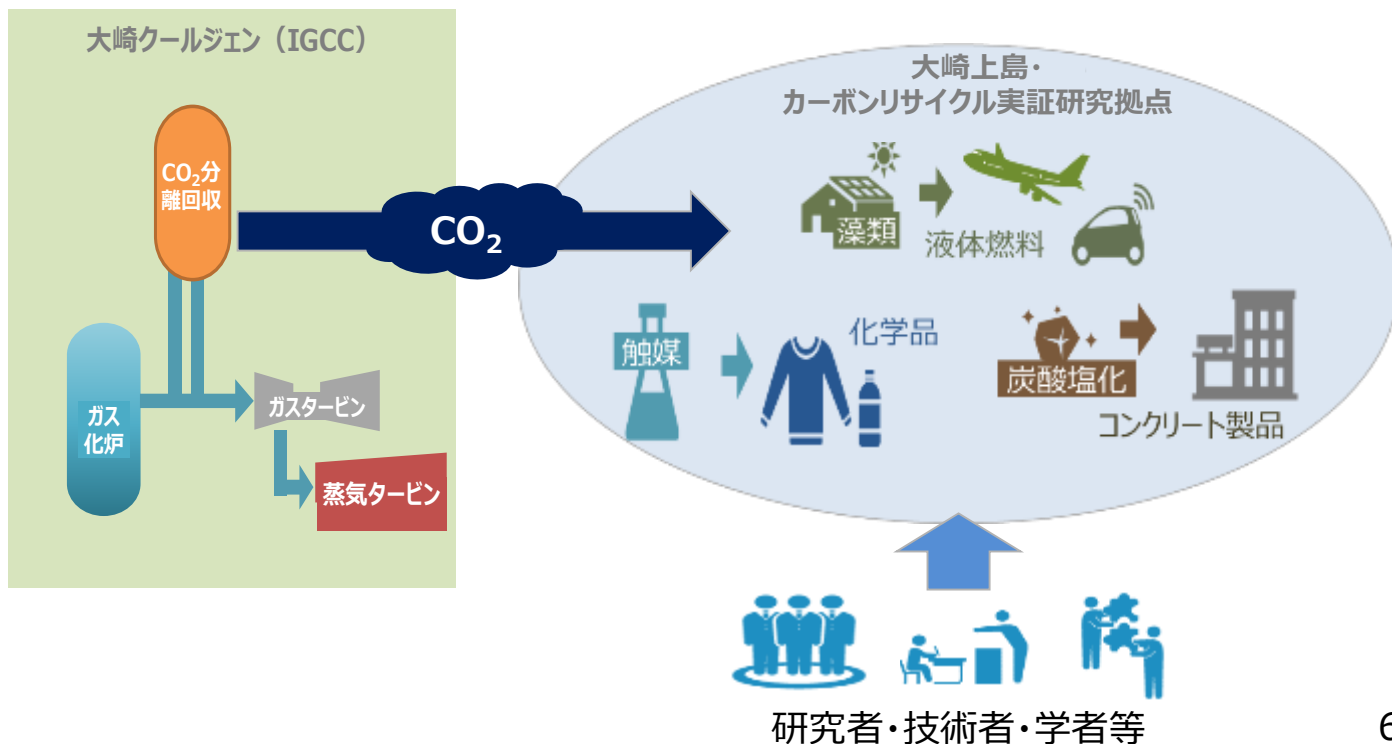 大崎クールジェン（IGCC）
CO2分
離回収
ガス
化炉
ガスタービン
蒸気タービン
CO2
大崎上島・
カーボンリサイクル実証研究拠点
藻類
液体燃料
触媒
化学品
炭酸塩化
コンクリート製品
研究者・技術者・学者等
6